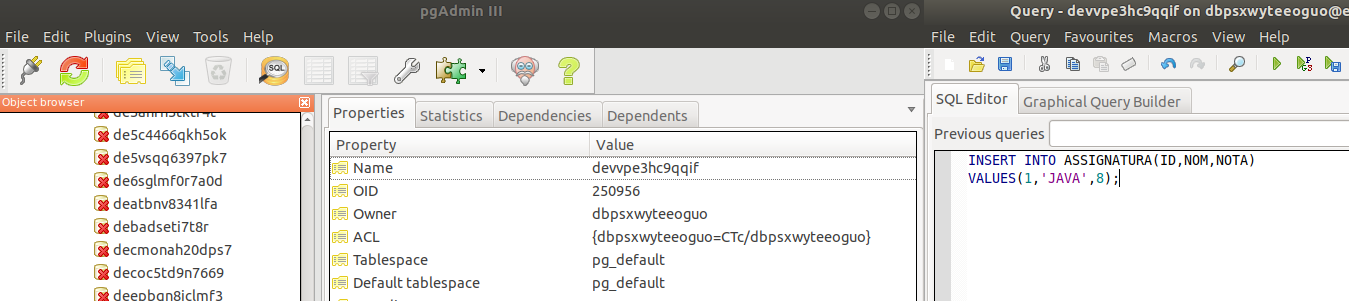 pgAdmin III
File Edit Plugins View Tools Help
Object browser
de5c4466qkh5ok
de5vsqq6397pk7
de6sglmf0r7a0d
deatbnv8341lfa
debadseti7t8r
decmonah20dps7
decoc5td9n7669
deepbgn8jclmf3
Properties Statistics Dependencies Dependents
Property Value
Name devvpe3hc9qqif
OID 250956
Owner dbpsxwyteeoguo
ACL {dbpsxwyteeoguo=CTc/dbpsxwyteeoguo}
Tablespace pg_default
Default tablespace pg_default
Query - devvpe3hc9qqif on dbpsxwyteeoguo@e
File Edit Query Favourites Macros View Help
SQL Editor Graphical Query Builder
Previous queries
INSERT INTO ASSIGNATURA(ID,NOM,NOTA)
VALUES(1,'JAVA',8);